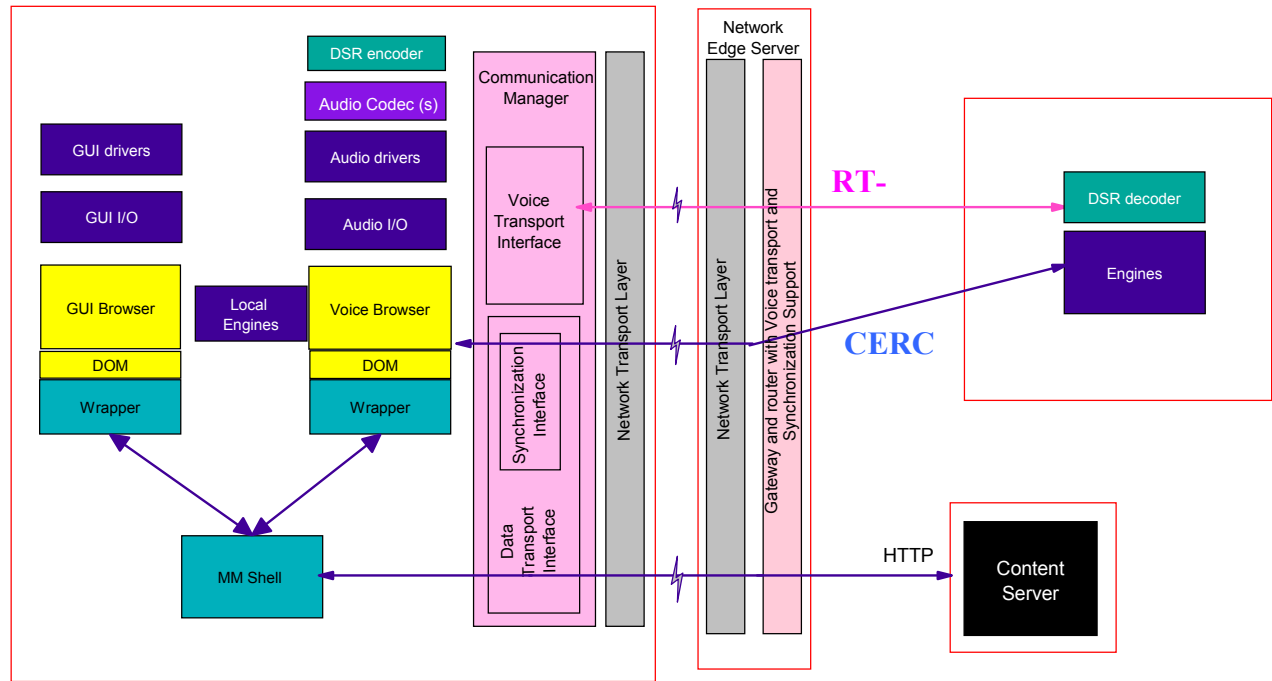 DSR encoder
Audio Codec (s)
GUI drivers
Audio drivers
GUI I/O
Audio I/O
GUI Browser
Local
Engines
Voice Browser
DOM
DOM
Wrapper
Wrapper
MM Shell
Communication
Manager
Voice
Transport
Interface
Synchronization
Interface
Data
Transport
Interface
Network Transport Layer
Network
Edge Server
Network Transport Layer
Gateway and router with Voice transport and
Synchronization Support
RT-
CERC
HTTP
DSR decoder
Engines
Content
Server